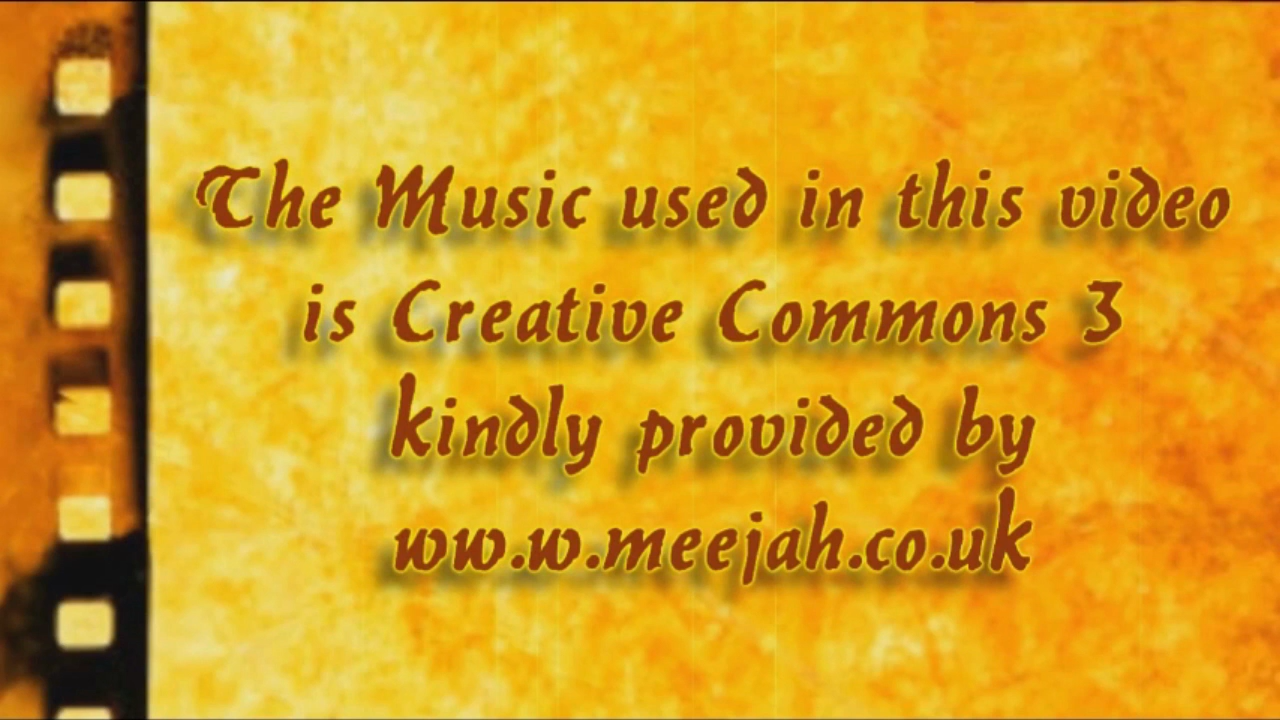 The Music used in this video
is Creative Commons 3
kindly provided by
www.meejah.co.uk